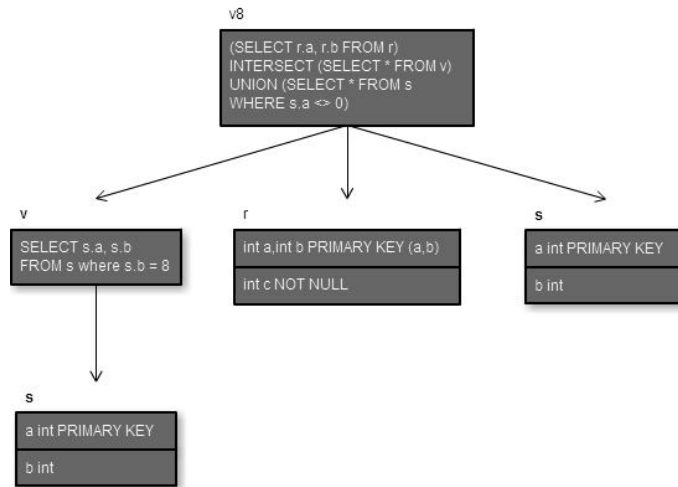 v8
(SELECT r.a, r.b FROM r)
INTERSECT (SELECT * FROM v)
UNION (SELECT * FROM s
WHERE s.a <> 0)
v
SELECT s.a, s.b
FROM s where s.b = 8
r
int a,int b PRIMARY KEY (a,b)
int c NOT NULL
s
a int PRIMARY KEY
b int
s
a int PRIMARY KEY
b int